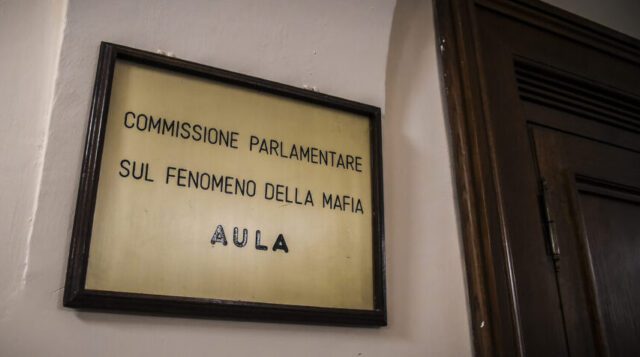 COMMISSIONE PARLAMENTARE
SUL FENOMENO DELLA MAFIA
AULA